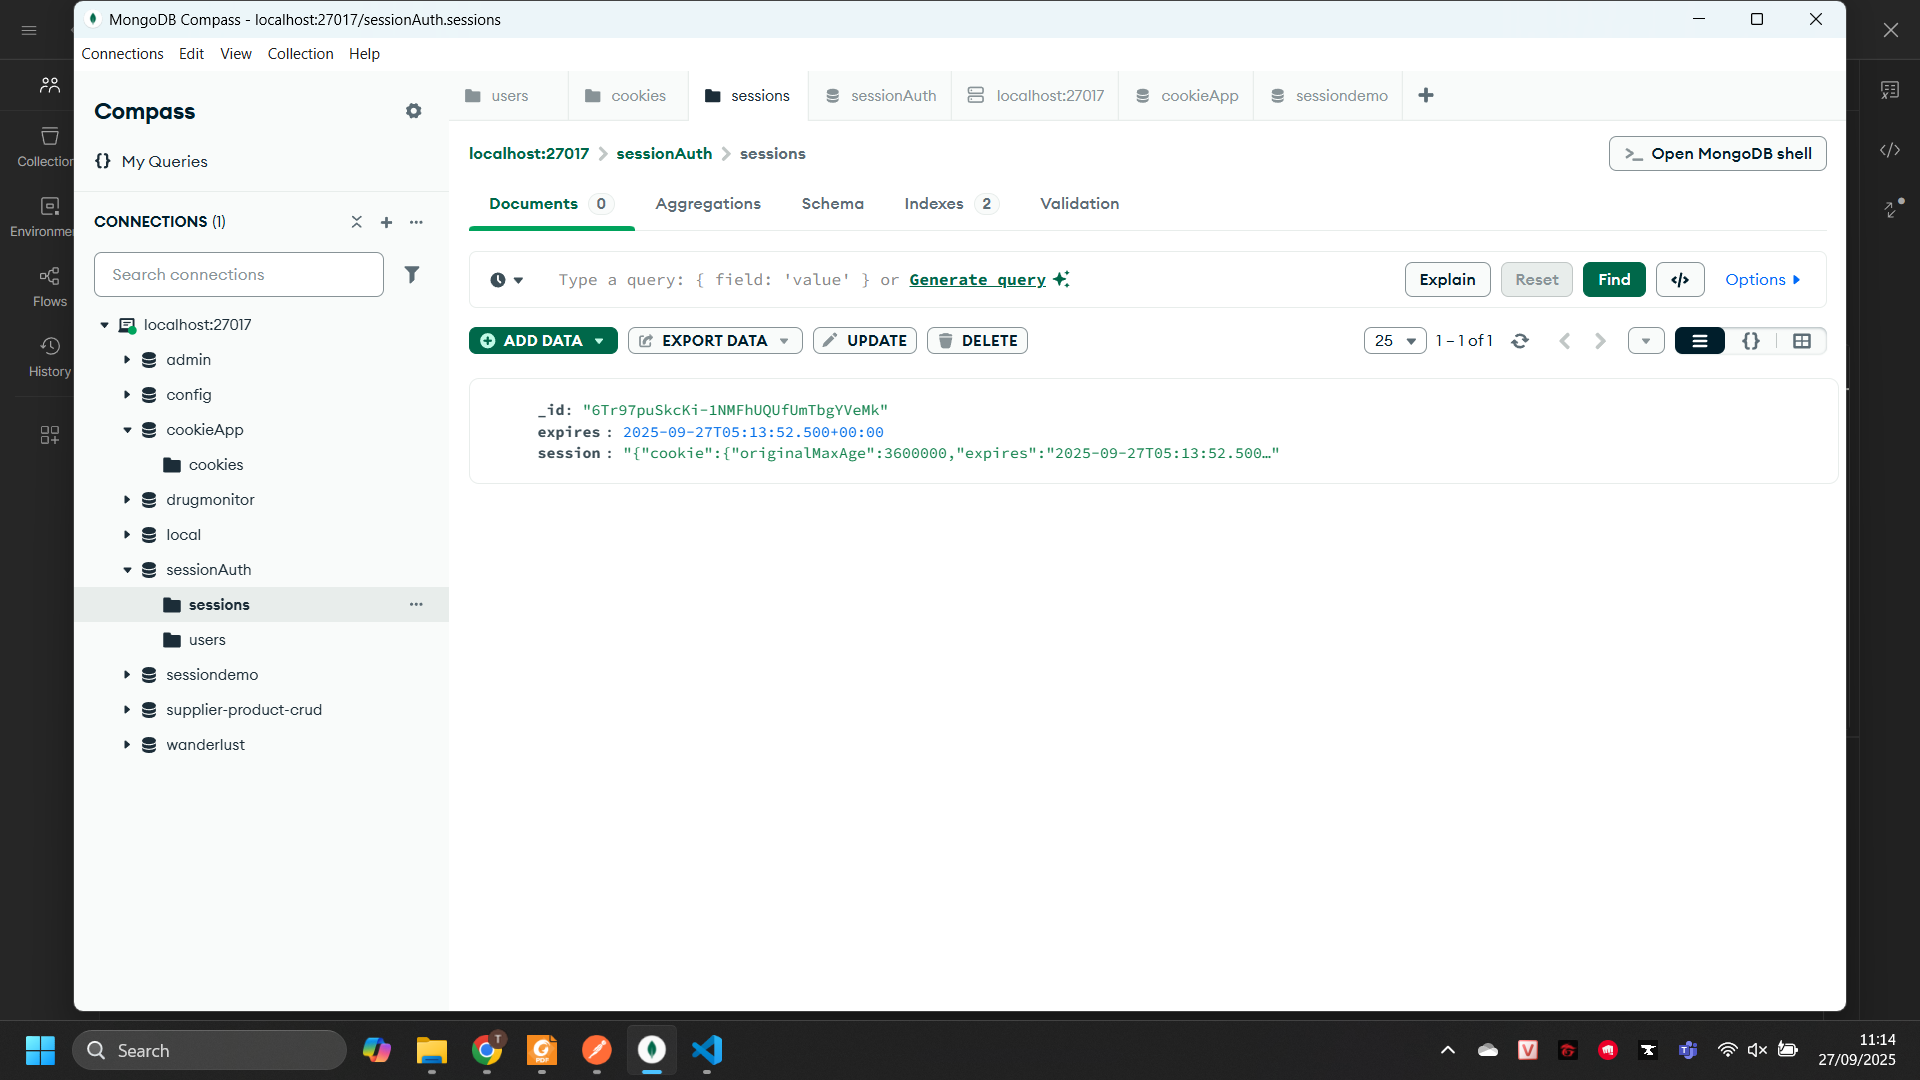 MongoDB Compass - localhost:27017/sessionAuth.sessions
Connections Edit View Collection Help
Compass
My Queries
CONNECTIONS (1)
Search connections
localhost:27017
admin
config
cookieApp
cookies
drugmonitor
local
sessionAuth
sessions
users
sessiondemo
supplier-product-crud
wanderlust
users cookies sessions sessionAuth localhost:27017 cookieApp sessiondemo
localhost:27017 > sessionAuth > sessions
>_ Open MongoDB shell
Documents 0 Aggregations Schema Indexes 2 Validation
Type a query: { field: 'value' } or Generate query
Explain Reset Find </> Options
ADD DATA EXPORT DATA UPDATE DELETE
25 1 – 1 of 1 {}
_id: "6Tr97puSkcKi-1NMFhUQUfUmTbgYVeMk"
expires : 2025-09-27T05:13:52.500+00:00
session : "{"cookie":{"originalMaxAge":3600000,"expires":"2025-09-27T05:13:52.500…"
Collection
Environme
Flows
History
Search
11:14
27/09/2025